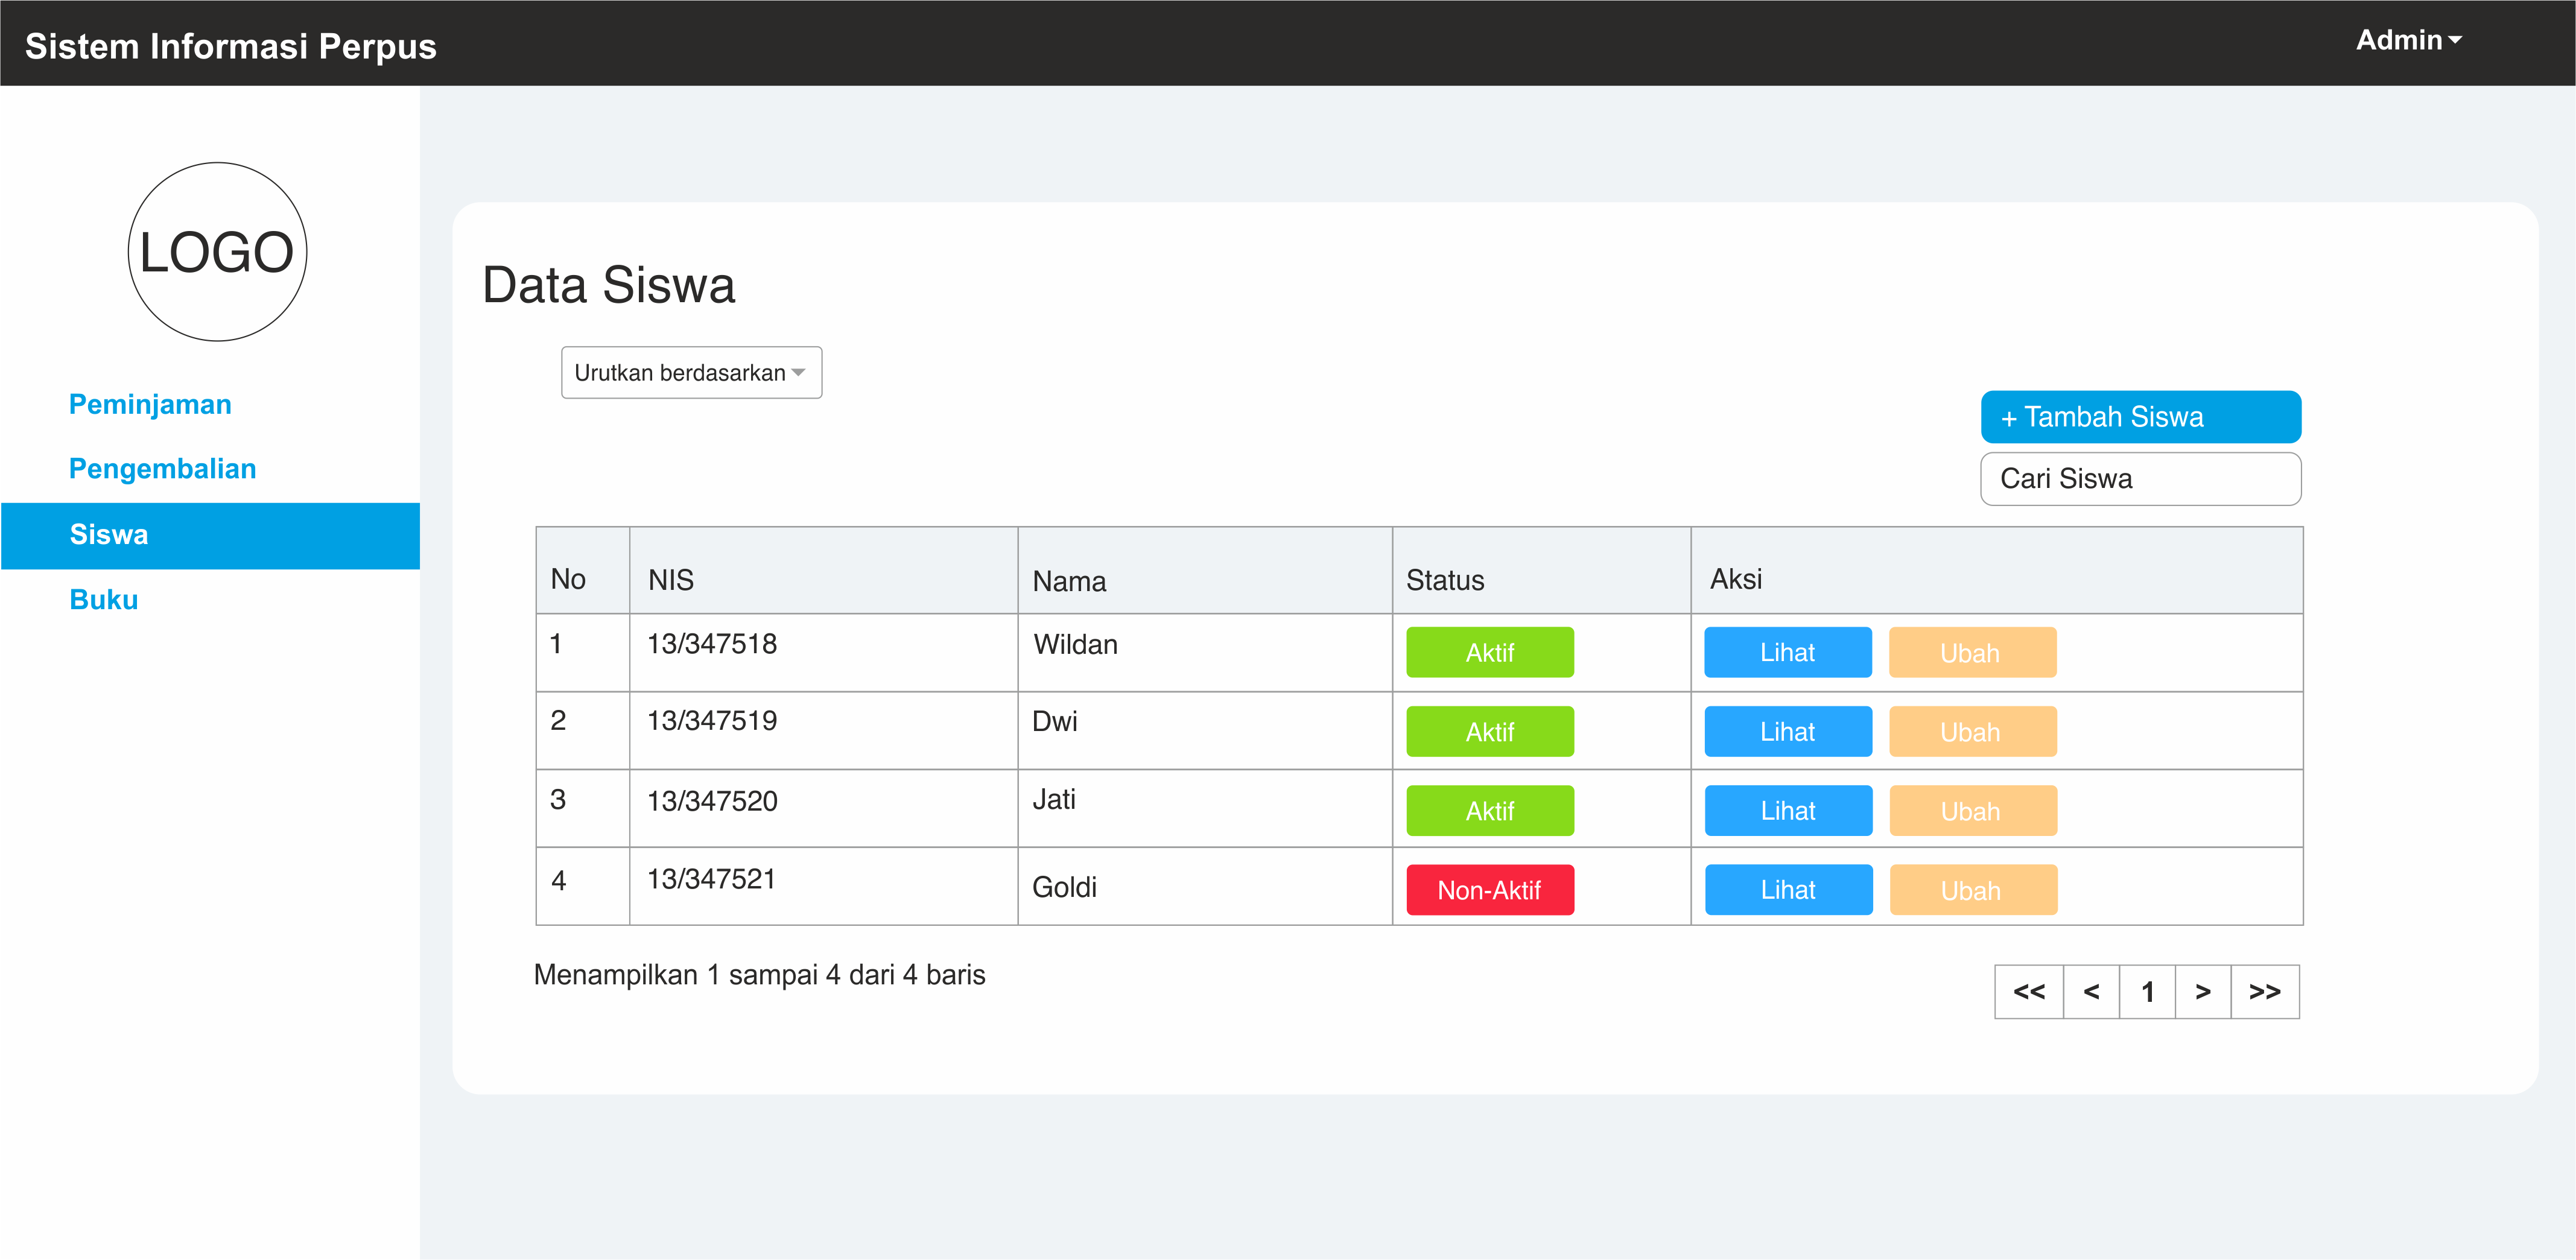 Sistem Informasi Perpus
Admin
LOGO
Peminjaman
Pengembalian
Siswa
Buku
Data Siswa
Urutkan berdasarkan
+ Tambah Siswa
Cari Siswa
No NIS Nama Status Aksi
1 13/347518 Wildan Aktif Lihat Ubah
2 13/347519 Dwi Aktif Lihat Ubah
3 13/347520 Jati Aktif Lihat Ubah
4 13/347521 Goldi Non-Aktif Lihat Ubah
Menampilkan 1 sampai 4 dari 4 baris
<< < 1 > >>